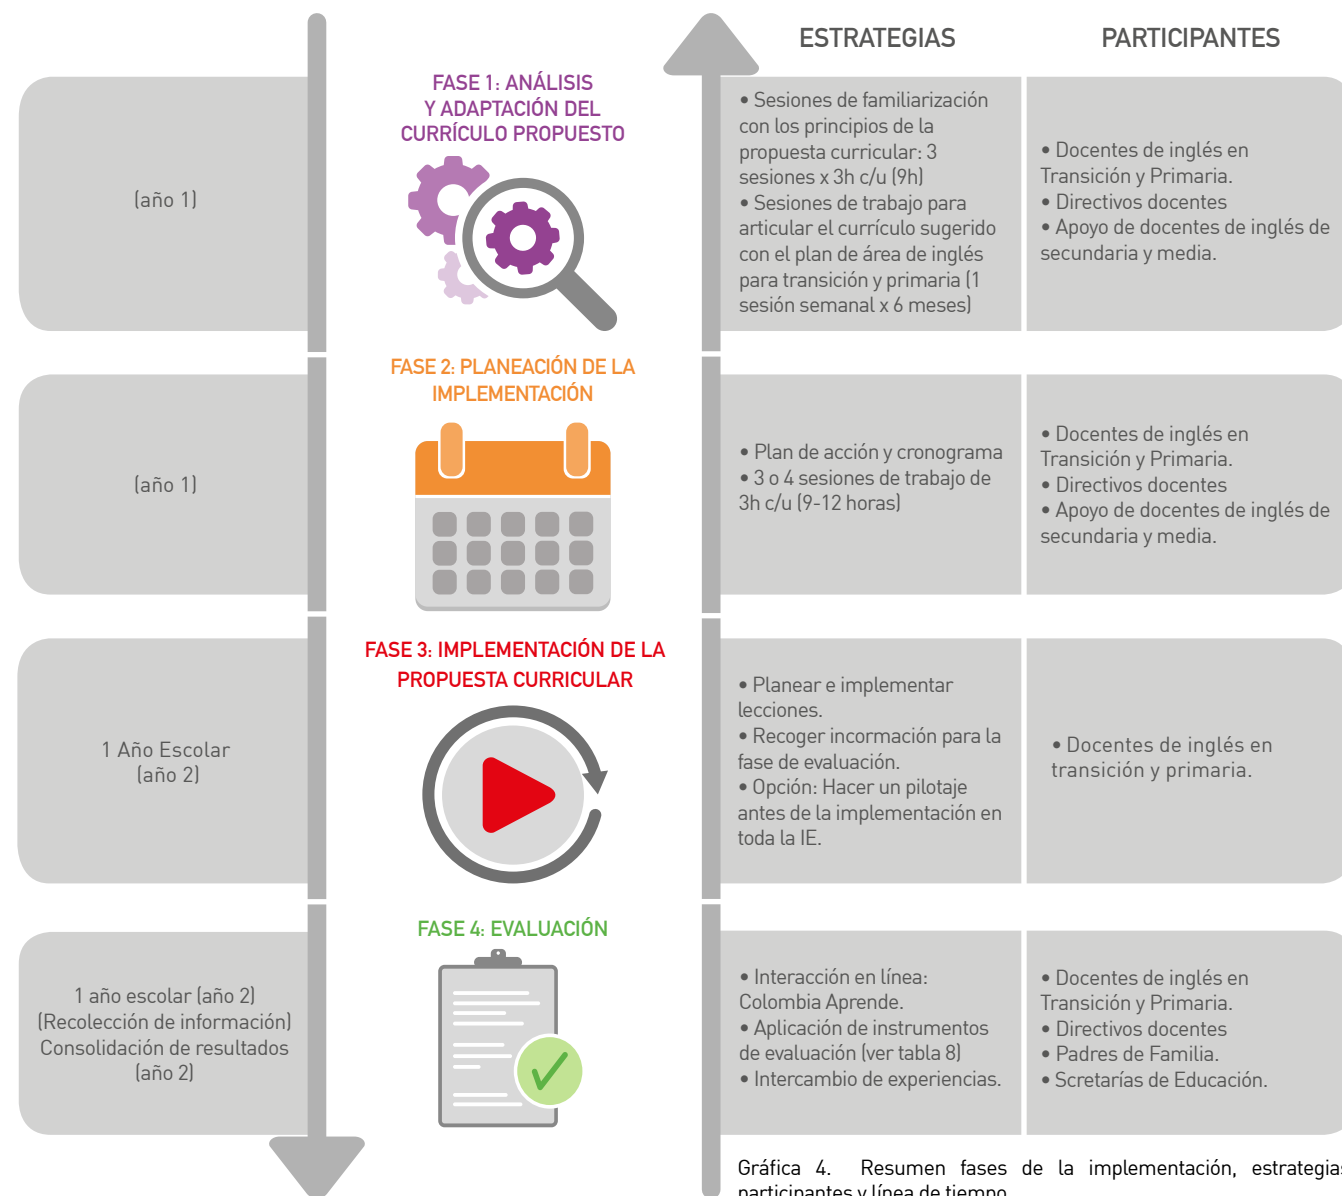 ESTRATEGIAS
PARTICIPANTES
(año 1)
FASE 1: ANÁLISIS
Y ADAPTACIÓN DEL
CURRÍCULO PROPUESTO
• Sesiones de familiarización
con los principios de la
propuesta curricular: 3
sesiones x 3h c/u (9h)
• Sesiones de trabajo para
articular el currículo sugerido
con el plan de área de inglés
para transición y primaria (1
sesión semanal x 6 meses)
• Docentes de inglés en
Transición y Primaria.
• Directivos docentes
• Apoyo de docentes de inglés de
secundaria y media.
(año 1)
FASE 2: PLANEACIÓN DE LA
IMPLEMENTACIÓN
• Plan de acción y cronograma
• 3 o 4 sesiones de trabajo de
3h c/u (9-12 horas)
• Docentes de inglés en
Transición y Primaria.
• Directivos docentes
• Apoyo de docentes de inglés de
secundaria y media.
1 Año Escolar
(año 2)
FASE 3: IMPLEMENTACIÓN DE LA
PROPUESTA CURRICULAR
• Planear e implementar
lecciones.
• Recoger incormación para la
fase de evaluación.
• Opción: Hacer un pilotaje
antes de la implementación en
toda la IE.
• Docentes de inglés en
transición y primaria.
1 año escolar (año 2)
(Recolección de información)
Consolidación de resultados
(año 2)
FASE 4: EVALUACIÓN
• Interacción en línea:
Colombia Aprende.
• Aplicación de instrumentos
de evaluación (ver tabla 8)
• Intercambio de experiencias.
• Docentes de inglés en
Transición y Primaria.
• Directivos docentes
• Padres de Familia.
• Scretarías de Educación.
Gráfica 4. Resumen fases de la implementación, estrategias
participantes y línea de tiempo